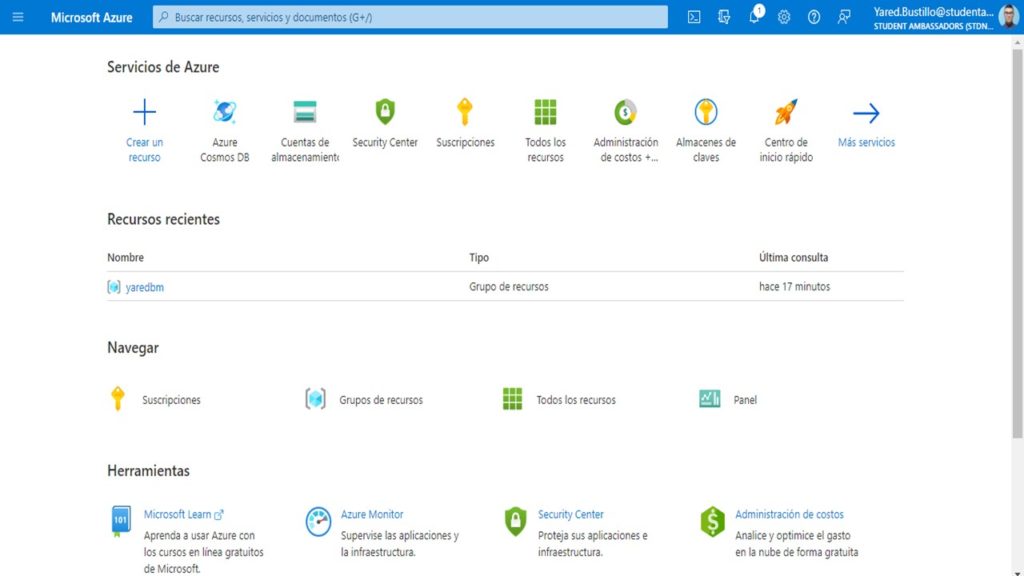 Microsoft Azure
Buscar recursos, servicios y documentos (G+/)
1
Yared.Bustillo@studenta...
STUDENT AMBASSADORS (STDN...
Servicios de Azure
Crear un recurso
Azure Cosmos DB
Cuentas de almacenamiento
Security Center
Suscripciones
Todos los recursos
Administración de costos +...
Almacenes de claves
Centro de inicio rápido
Más servicios
Recursos recientes
Nombre Tipo Última consulta
yaredbm Grupo de recursos hace 17 minutos
Navegar
Suscripciones Grupos de recursos Todos los recursos Panel
Herramientas
101
Microsoft Learn
Aprenda a usar Azure con
los cursos en línea gratuitos
de Microsoft.
Azure Monitor
Supervise las aplicaciones y
la infraestructura.
Security Center
Proteja sus aplicaciones e
infraestructura.
Administración de costos
Analice y optimice el gasto
en la nube de forma gratuita